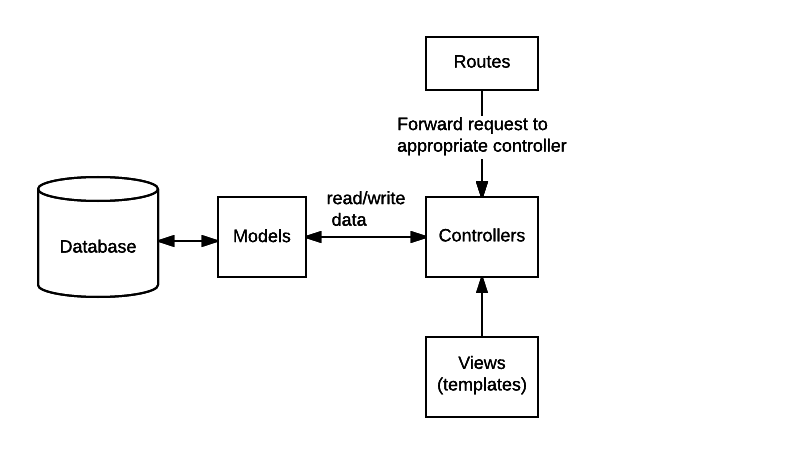 Routes
Forward request to
appropriate controller
read/write
data
Database
Models
Controllers
Views
(templates)